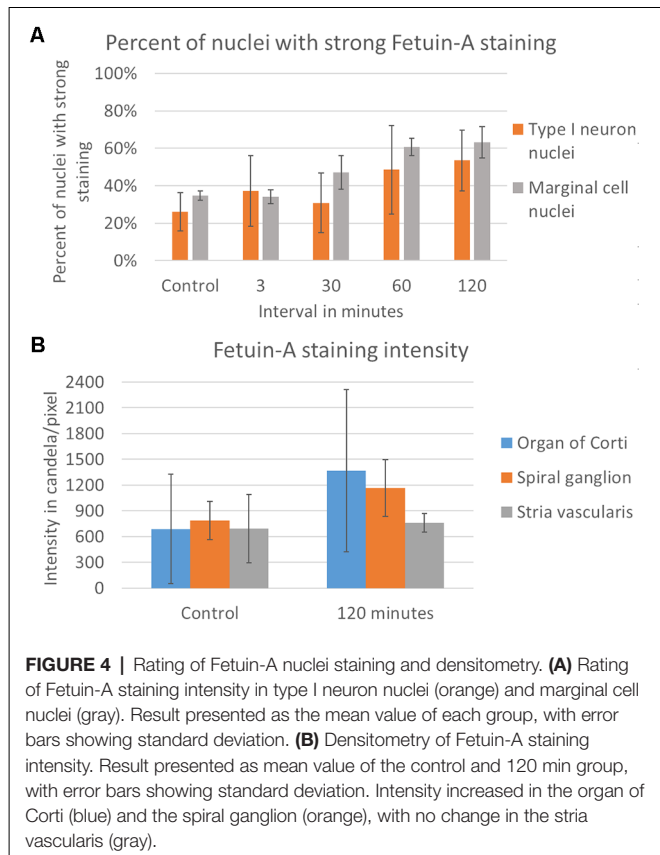 A
Percent of nuclei with strong Fetuin-A staining
Percent of nuclei with strong
staining
100%
80%
60%
40%
20%
0%
Control 3 30 60 120
Interval in minutes
Type I neuron
nuclei
Marginal cell
nuclei
B
Fetuin-A staining intensity
Intensity in candela/pixel
2400
2100
1800
1500
1200
900
600
300
0
Control 120 minutes
Organ of Corti
Spiral ganglion
Stria vascularis
FIGURE 4 | Rating of Fetuin-A nuclei staining and densitometry. (A) Rating
of Fetuin-A staining intensity in type I neuron nuclei (orange) and marginal cell
nuclei (gray). Result presented as the mean value of each group, with error
bars showing standard deviation. (B) Densitometry of Fetuin-A staining
intensity. Result presented as mean value of the control and 120 min group,
with error bars showing standard deviation. Intensity increased in the organ of
Corti (blue) and the spiral ganglion (orange), with no change in the stria
vascularis (gray).